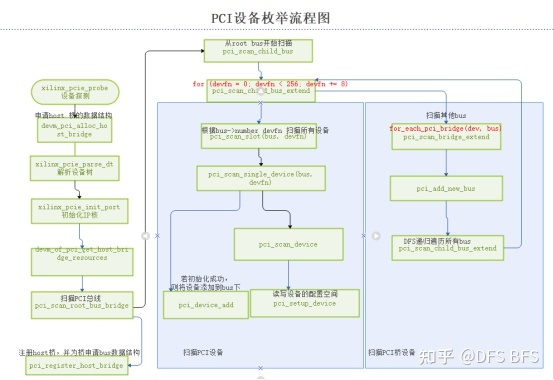 PCI设备枚举流程图
从root bus开始扫描
pci_scan_child_bus
for (devfn = 0; devfn < 256; devfn += 8)
pci_scan_child_bus_extend
xilinx_pcie_probe
设备探测
申请host 桥的数据结构
devm_pci_alloc_ho
st_bridge
xilinx_pcie_parse_dt
解析设备树
xilinx_pcie_init_port
初始化IP核
devm_of_pci_get_host_bri
dge_resources
扫描PCI总线
pci_scan_root_bus_bridge
注册host桥，并为桥申请bus数据结构
pci_register_host_bridge
根据bus->number devfn 扫描所有设备
pci_scan_slot(bus, devfn)
pci_scan_single_device(bus,
devfn)
pci_scan_device
若初始化成功，
则将设备添加到bus下
pci_device_add
读写设备的配置空间
pci_setup_device
扫描PCI设备
扫描其他bus
for_each_pci_bridge(dev, bus)
pci_scan_bridge_extend
pci_add_new_bus
DFS递归遍历所有bus
pci_scan_child_bus_extend
扫描PCI桥设备
知乎 @DFS BFS